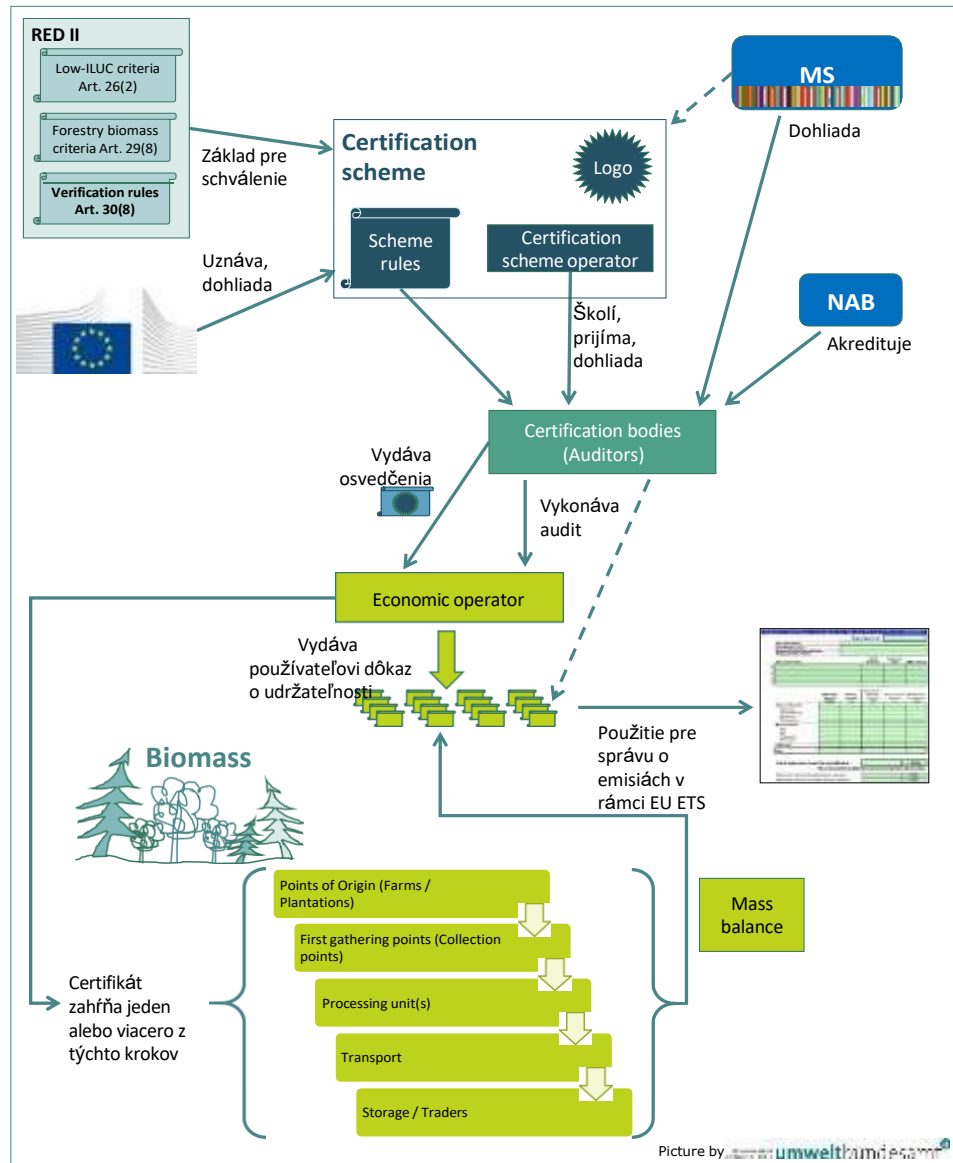 RED II
Low-ILUC criteria
Art. 26(2)
Forestry biomass
criteria Art. 29(8)
Verification rules
Art. 30(8)
Základ pre
schválenie
Certification
scheme
Logo
Scheme
rules
Certification
scheme operator
MS
Dohliada
Uznáva,
dohliada
Školí,
prijíma,
dohliada
NAB
Akredituje
Certification bodies
(Auditors)
Vydáva
osvedčenia
Vykonáva
audit
Economic operator
Vydáva
používateľovi dôkaz
o udržateľnosti
Použitie pre
správu o
emisiách v
rámci EU ETS
Biomass
Points of Origin (Farms /
Plantations)
First gathering points (Collection
points)
Processing unit(s)
Transport
Storage / Traders
Mass
balance
Certifikát
zahŕňa jeden
alebo viacero z
týchto krokov
Picture by
umweltbundesamt